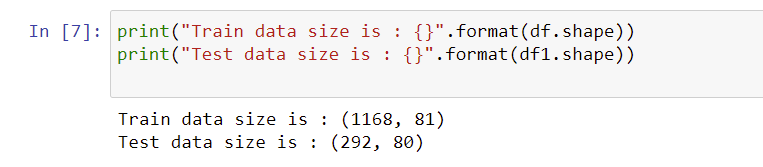 In [7]: print("Train data size is : {}".format(df.shape))
print("Test data size is : {}".format(df1.shape))
Train data size is : (1168, 81)
Test data size is : (292, 80)